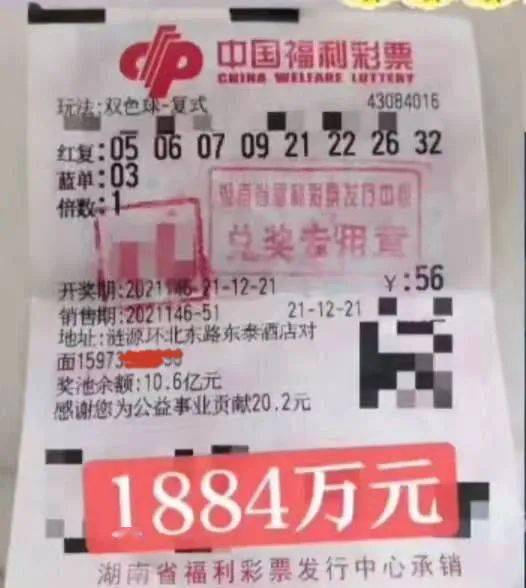 中国福利彩票
CHINA WELFARE LOTTERY
玩法:双色球-复式
43084016
红复:05 06 07 09 21 22 26 32
蓝单:03
倍数:1
湖南省福利彩票发行中心
兑奖专用章
开奖期:2021146-21-12-21
¥:56
销售期:2021146-51 21-12-21
地址:涟源环北东路东泰酒店对
面15973
奖池余额:10.6亿元
感谢您为公益事业贡献20.2元
1884万元
湖南省福利彩票发行中心承销